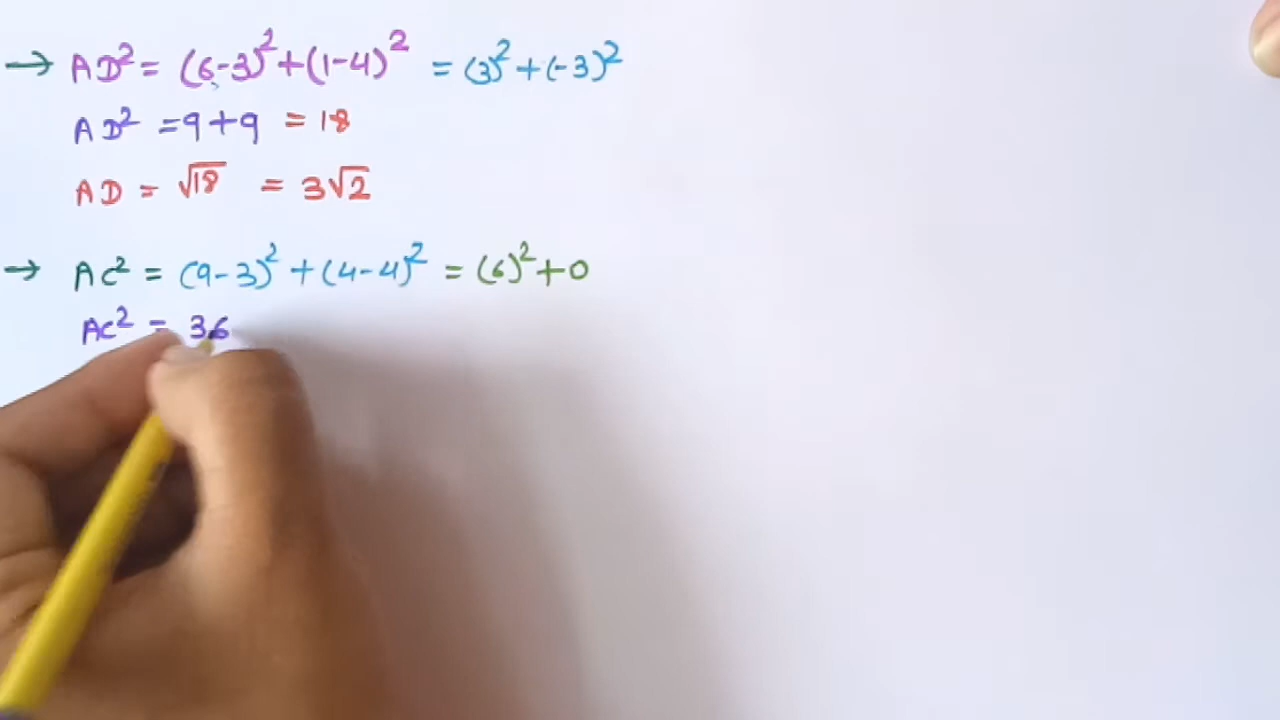 → AD² = (6-3)² + (1-4)² = (3)² + (-3)²
AD² = 9+9 = 18
AD = √18 = 3√2
→ AC² = (9-3)² + (4-4)² = (6)² + 0
AC² = 36